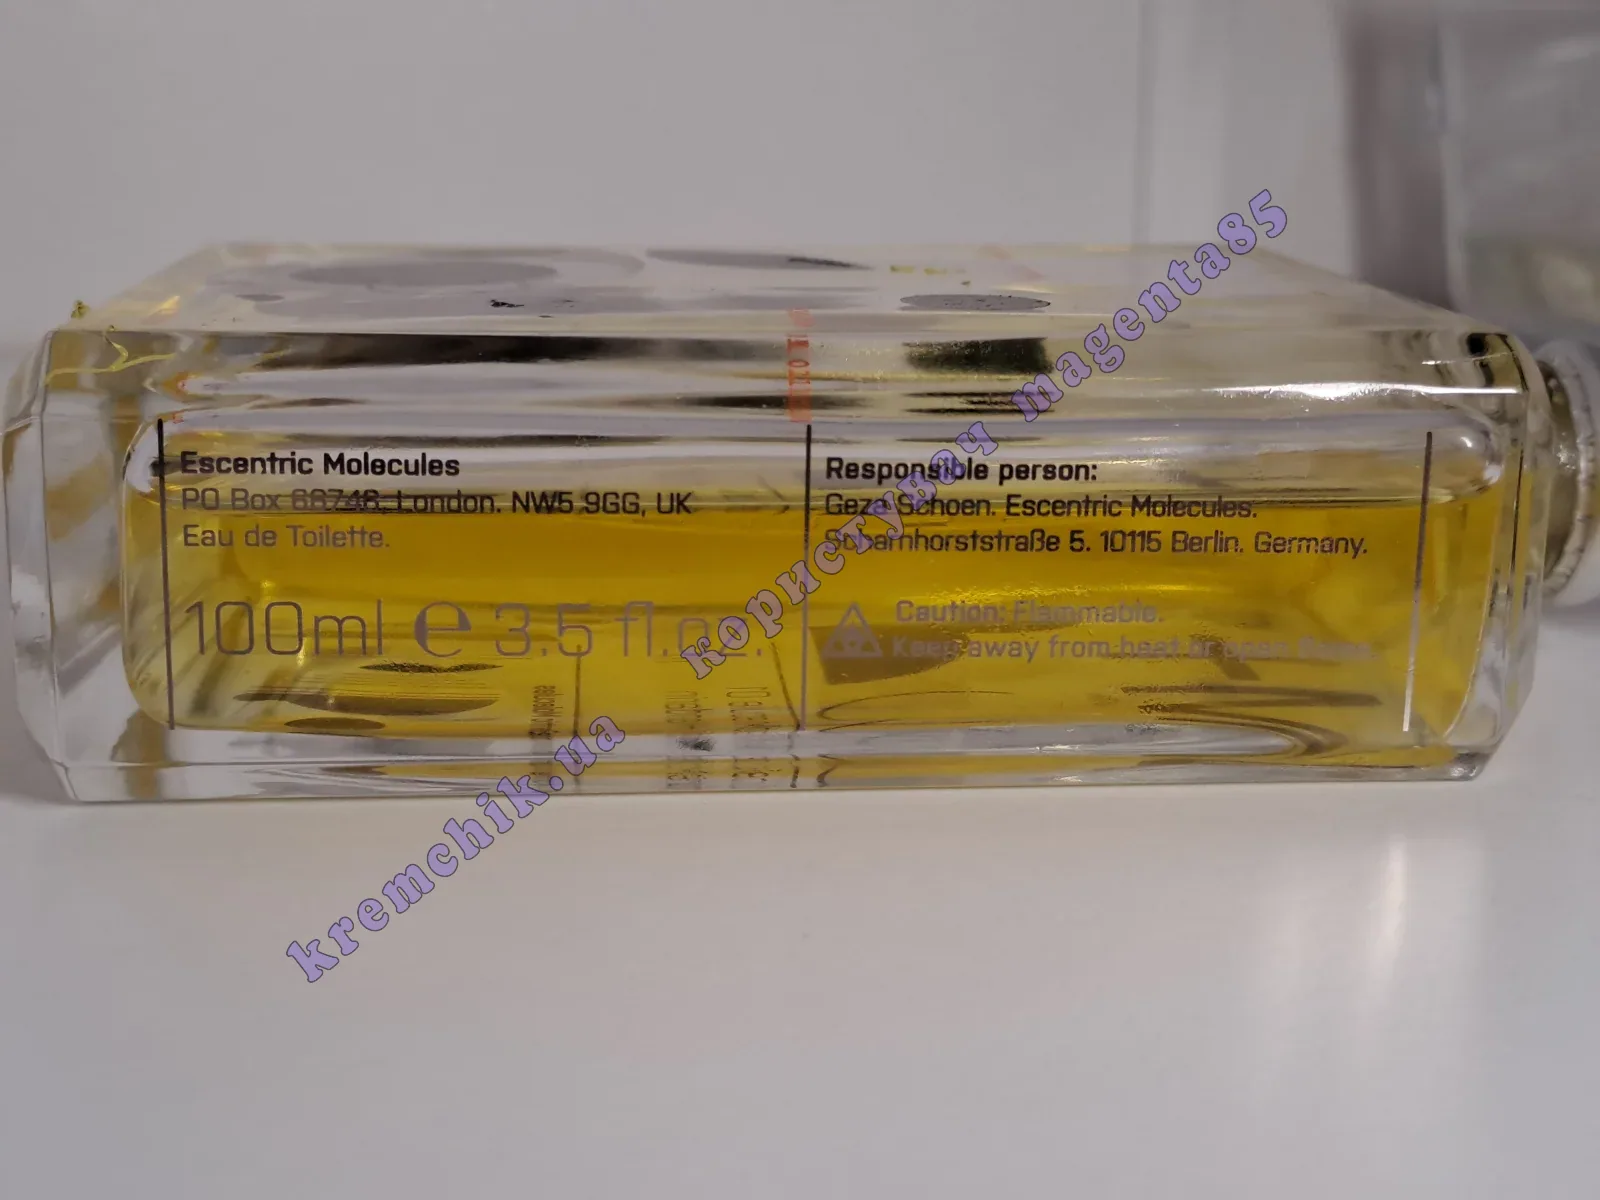 Escentric Molecules
PO Box 68746, London. NW5 9GG, UK
Eau de Toilette.
100ml e 3.5 fl.oz.
Responsible person:
Geza Schoen. Escentric Molecules.
Scharnhorststraße 5. 10115 Berlin. Germany.
Caution: Flammable.
Keep away from heat or open flame.
kremchik.ua користувач magenta85